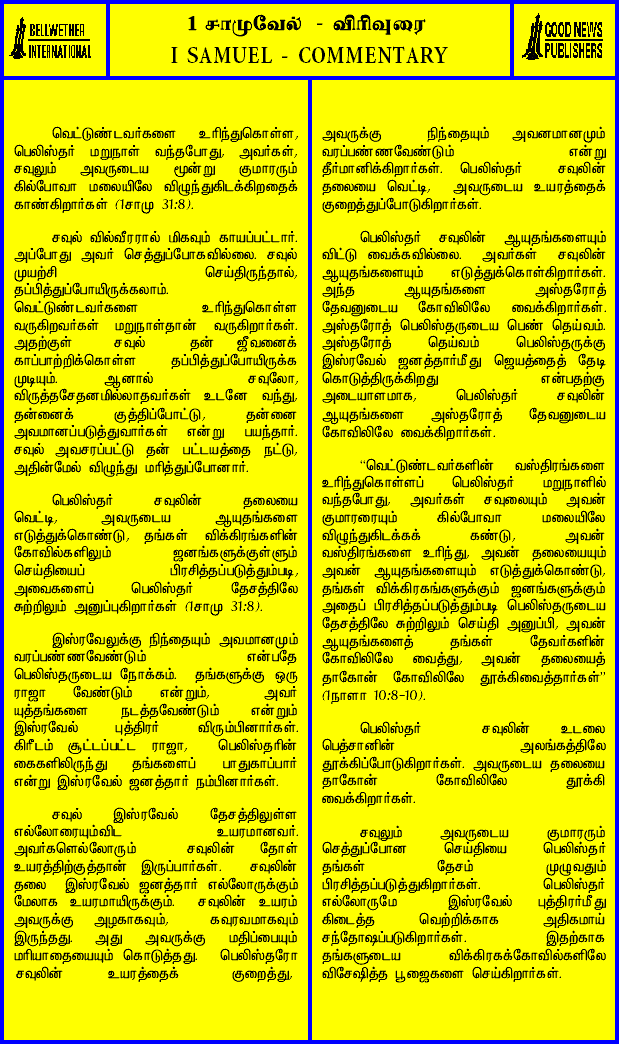 BELLWETHER
INTERNATIONAL
1 சாமுவேல் - விரிவுரை
I SAMUEL - COMMENTARY
GOOD NEWS
PUBLISHERS
வெட்டுண்டவர்களை உரிந்துகொள்ள,
பெலிஸ்தர் மறுநாள் வந்தபோது, அவர்கள்,
சவுலும் அவருடைய மூன்று குமாரரும்
கில்போவா மலையிலே விழுந்துகிடக்கிறதைக்
காண்கிறார்கள் (1சாமு 31:8).
சவுல் வில்வீரரால் மிகவும் காயப்பட்டார்.
அப்போது அவர் செத்துப்போகவில்லை. சவுல்
முயற்சி செய்திருந்தால்,
தப்பித்துப்போயிருக்கலாம்.
வெட்டுண்டவர்களை உரிந்துகொள்ள
வருகிறவர்கள் மறுநாள்தான் வருகிறார்கள்.
அதற்குள் சவுல் தன் ஜீவனைக்
காப்பாற்றிக்கொள்ள தப்பித்துப்போயிருக்க
முடியும். ஆனால் சவுலோ,
விருத்தசேதனமில்லாதவர்கள் உடனே வந்து,
தன்னைக் குத்திப்போட்டு, தன்னை
அவமானப்படுத்துவார்கள் என்று பயந்தார்.
சவுல் அவசரப்பட்டு தன் பட்டயத்தை நட்டு,
அதின்மேல் விழுந்து மரித்துப்போனார்.
பெலிஸ்தர் சவுலின் தலையை
வெட்டி, அவருடைய ஆயுதங்களை
எடுத்துக்கொண்டு, தங்கள் விக்கிரங்களின்
கோவில்களிலும் ஜனங்களுக்குள்ளும்
செய்தியைப் பிரசித்தப்படுத்தும்படி,
அவைகளைப் பெலிஸ்தர் தேசத்திலே
சுற்றிலும் அனுப்புகிறார்கள் (1சாமு 31:8).
இஸ்ரவேலுக்கு நிந்தையும் அவமானமும்
வரப்பண்ணவேண்டும் என்பதே
பெலிஸ்தருடைய நோக்கம். தங்களுக்கு ஒரு
ராஜா வேண்டும் என்றும், அவர்
யுத்தங்களை நடத்தவேண்டும் என்றும்
இஸ்ரவேல் புத்திரர் விரும்பினார்கள்.
கிரீடம் சூட்டப்பட்ட ராஜா, பெலிஸ்தரின்
கைகளிலிருந்து தங்களைப் பாதுகாப்பார்
என்று இஸ்ரவேல் ஜனத்தார் நம்பினார்கள்.
சவுல் இஸ்ரவேல் தேசத்திலுள்ள
எல்லோரையும்விட உயரமானவர்.
அவர்களெல்லோரும் சவுலின் தோள்
உயரத்திற்குத்தான் இருப்பார்கள். சவுலின்
தலை இஸ்ரவேல் ஜனத்தார் எல்லோருக்கும்
மேலாக உயரமாயிருக்கும். சவுலின் உயரம்
அவருக்கு அழகாகவும், கவுரவமாகவும்
இருந்தது. அது அவருக்கு மதிப்பையும்
மரியாதையையும் கொடுத்தது. பெலிஸ்தரோ
சவுலின் உயரத்தைக் குறைத்து,
அவருக்கு நிந்தையும் அவனமானமும்
வரப்பண்ணவேண்டும் என்று
தீர்மானிக்கிறார்கள். பெலிஸ்தர் சவுலின்
தலையை வெட்டி, அவருடைய உயரத்தைக்
குறைத்துப்போடுகிறார்கள்.
பெலிஸ்தர் சவுலின் ஆயுதங்களையும்
விட்டு வைக்கவில்லை. அவர்கள் சவுலின்
ஆயுதங்களையும் எடுத்துக்கொள்கிறார்கள்.
அந்த ஆயுதங்களை அஸ்தரோத்
தேவனுடைய கோவிலிலே வைக்கிறார்கள்.
அஸ்தரோத் பெலிஸ்தருடைய பெண் தெய்வம்.
அஸ்தரோத் தெய்வம் பெலிஸ்தருக்கு
இஸ்ரவேல் ஜனத்தார்மீது ஜெயத்தைத் தேடி
கொடுத்திருக்கிறது என்பதற்கு
அடையாளமாக, பெலிஸ்தர் சவுலின்
ஆயுதங்களை அஸ்தரோத் தேவனுடைய
கோவிலிலே வைக்கிறார்கள்.
“வெட்டுண்டவர்களின் வஸ்திரங்களை
உரிந்துகொள்ளப் பெலிஸ்தர் மறுநாளில்
வந்தபோது, அவர்கள் சவுலையும் அவன்
குமாரரையும் கில்போவா மலையிலே
விழுந்துகிடக்கக் கண்டு, அவன்
வஸ்திரங்களை உரிந்து, அவன் தலையையும்
அவன் ஆயுதங்களையும் எடுத்துக்கொண்டு,
தங்கள் விக்கிரகங்களுக்கும் ஜனங்களுக்கும்
அதைப் பிரசித்தப்படுத்தும்படி பெலிஸ்தருடைய
தேசத்திலே சுற்றிலும் செய்தி அனுப்பி, அவன்
ஆயுதங்களைத் தங்கள் தேவர்களின்
கோவிலிலே வைத்து, அவன் தலையைத்
தாகோன் கோவிலிலே தூக்கிவைத்தார்கள்”
(1நாளா 10:8-10).
பெலிஸ்தர் சவுலின் உடலை
பெத்சானின் அலங்கத்திலே
தூக்கிப்போடுகிறார்கள். அவருடைய தலையை
தாகோன் கோவிலிலே தூக்கி
வைக்கிறார்கள்.
சவுலும் அவருடைய குமாரரும்
செத்துப்போன செய்தியை பெலிஸ்தர்
தங்கள் தேசம் முழுவதும்
பிரசித்தப்படுத்துகிறார்கள். பெலிஸ்தர்
எல்லோருமே இஸ்ரவேல் புத்திரர்மீது
கிடைத்த வெற்றிக்காக அதிகமாய்
சந்தோஷப்படுகிறார்கள். இதற்காக
தங்களுடைய விக்கிரகக்கோவில்களிலே
விசேஷித்த பூஜைகளை செய்கிறார்கள்.